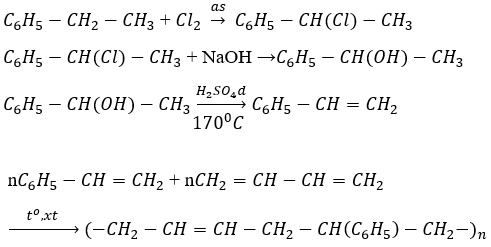 C₆H₅ − CH₂ − CH₃ + Cl₂ →(as) C₆H₅ − CH(Cl) − CH₃
C₆H₅ − CH(Cl) − CH₃ + NaOH →C₆H₅ − CH(OH) − CH₃
C₆H₅ − CH(OH) − CH₃ →(H₂SO₄d, 170⁰C) C₆H₅ − CH = CH₂
nC₆H₅ − CH = CH₂ + nCH₂ = CH − CH = CH₂
→(t⁰,xt) (−CH₂ − CH = CH − CH₂ − CH(C₆H₅) − CH₂−)ₙ